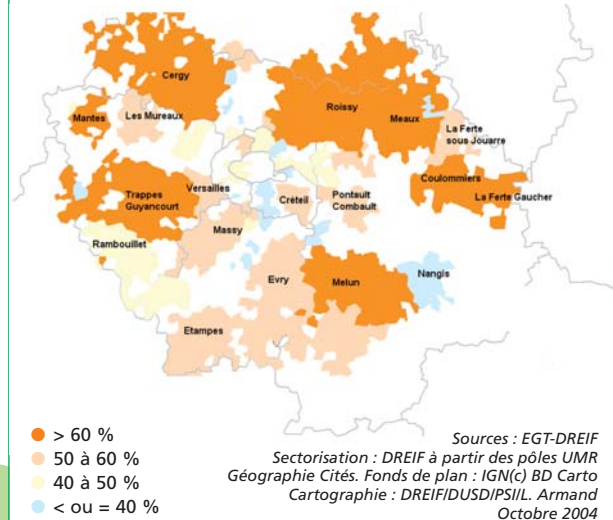 Cergy
Roissy
Mantes
Les Mureaux
Meaux
La Ferte
sous Jouarre
Coulommiers
Versailles
Trappes
Guyancourt
Créteil
Pontault
Combault
La Ferte Gaucher
Massy
Rambouillet
Evry
Melun
Nangis
Etampes
> 60 %
50 à 60 %
40 à 50 %
< ou = 40 %
Sources : EGT-DREIF
Sectorisation : DREIF à partir des pôles UMR
Géographie Cités. Fonds de plan : IGN(c) BD Carto
Cartographie : DREIF/DUSD/PSI/L. Armand
Octobre 2004